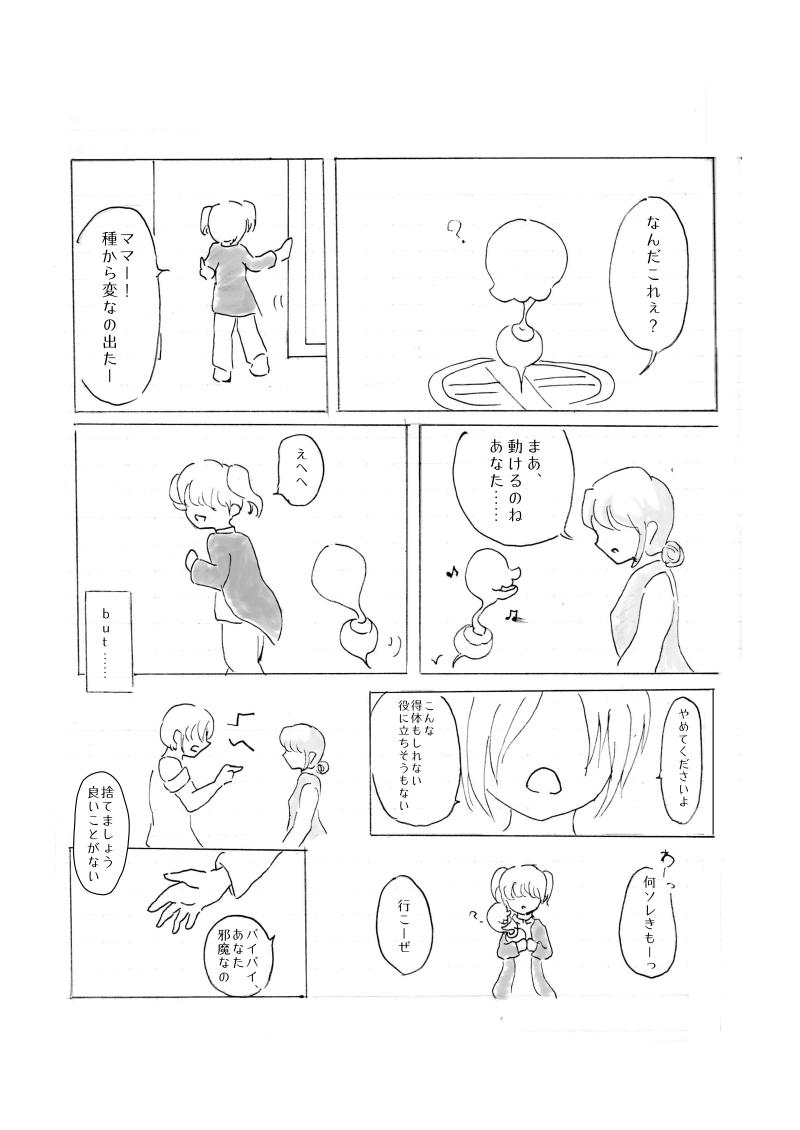 なんだこれぇ?
?
ママー!
種から変なの出たー
まあ、
動けるのね
あなた……
♪
♫
えへへ
but……
やめてくださいよ
こんな
得体もしれない
役に立ちそうもない
捨てましょう
良いことがない
わーっ
何ソレきもーっ
?
行こーぜ
バイバイ、
あなた
邪魔なの